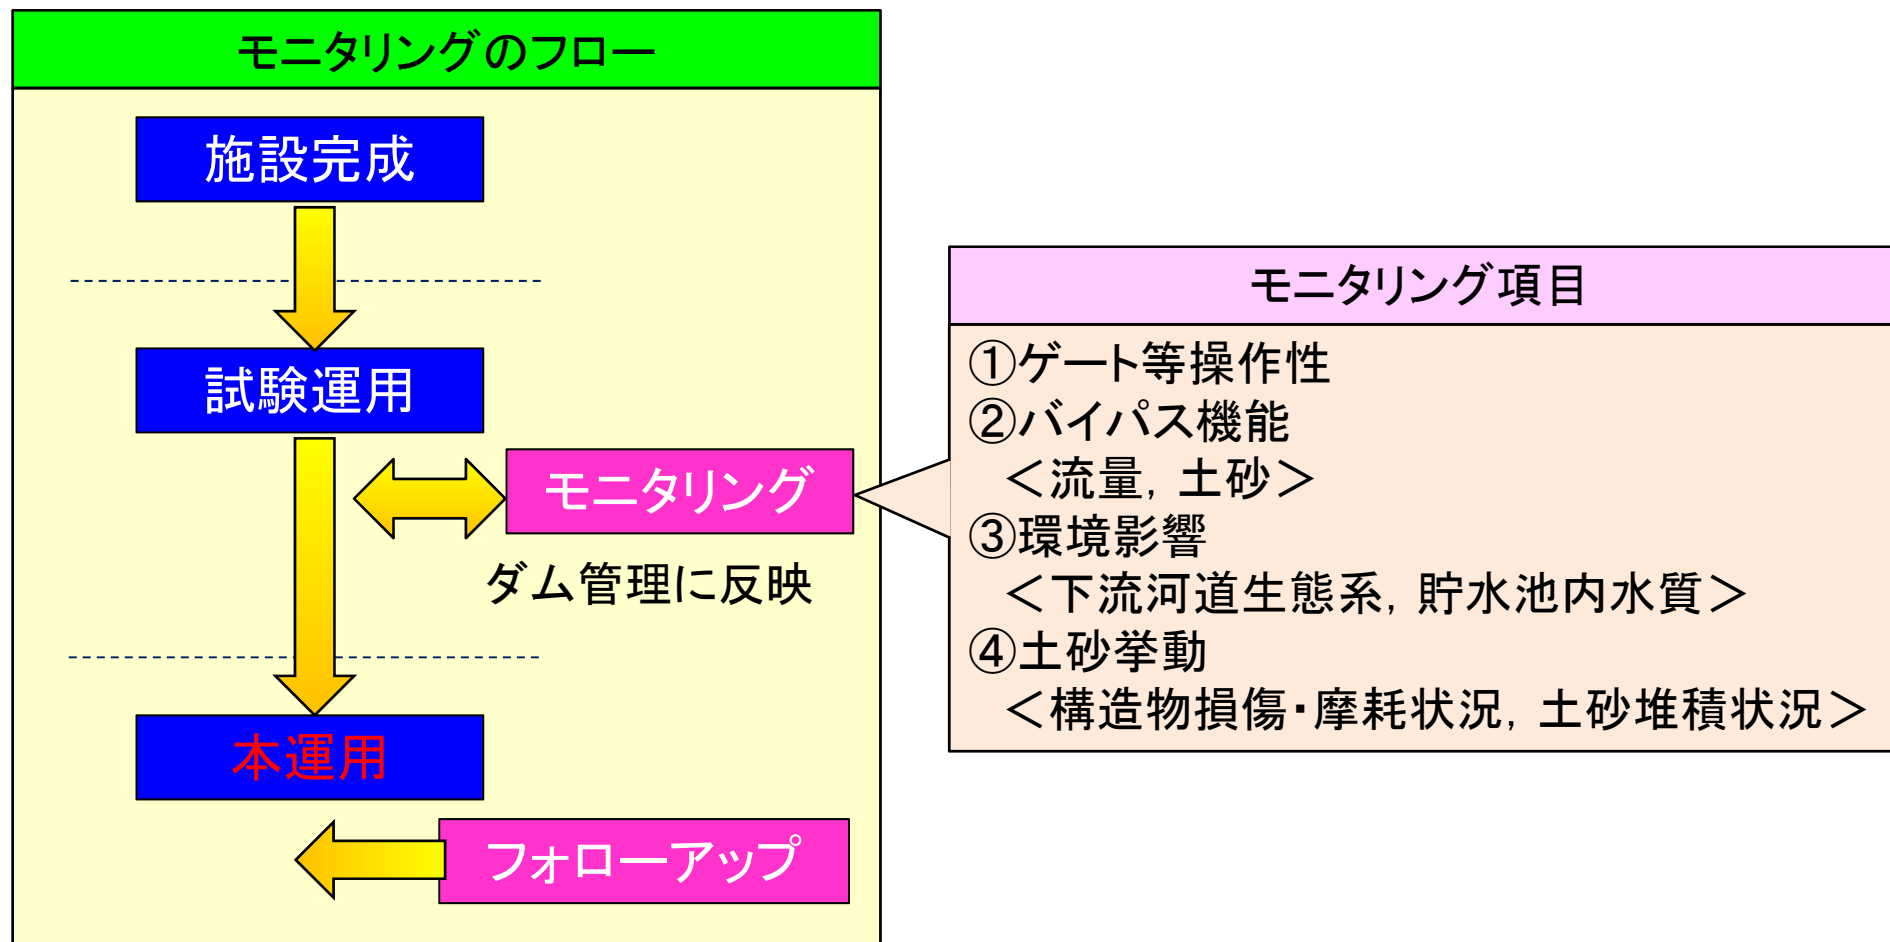 モニタリングのフロー
施設完成
試験運用
モニタリング
ダム管理に反映
本運用
フォローアップ
モニタリング項目
①ゲート等操作性
②バイパス機能
＜流量，土砂＞
③環境影響
＜下流河道生態系，貯水池内水質＞
④土砂挙動
＜構造物損傷・摩耗状況，土砂堆積状況＞